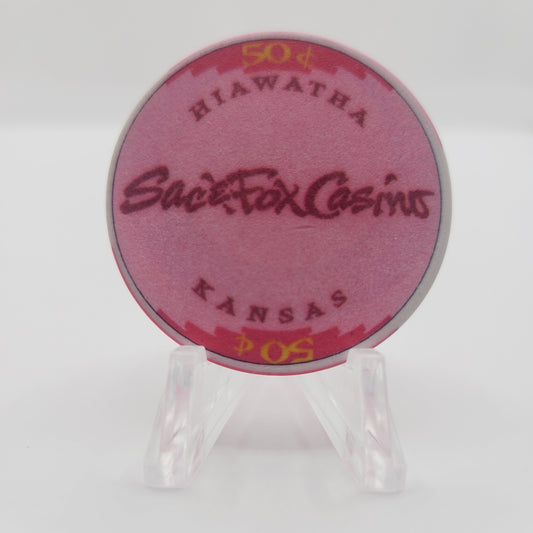 50¢
HIAWATHA
Sac & Fox Casino
KANSAS
50¢